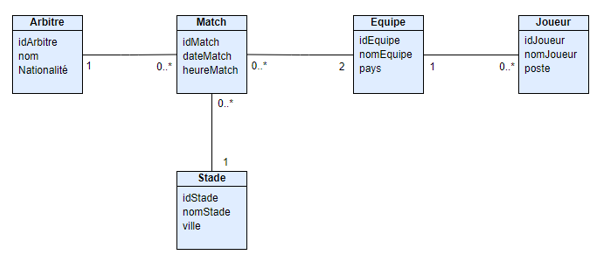 Arbitre
idArbitre
nom
Nationalité
1
0..*
Match
idMatch
dateMatch
heureMatch
0..*
2
Equipe
idEquipe
nomEquipe
pays
1
0..*
Joueur
idJoueur
nomJoueur
poste
0..*
1
Stade
idStade
nomStade
ville